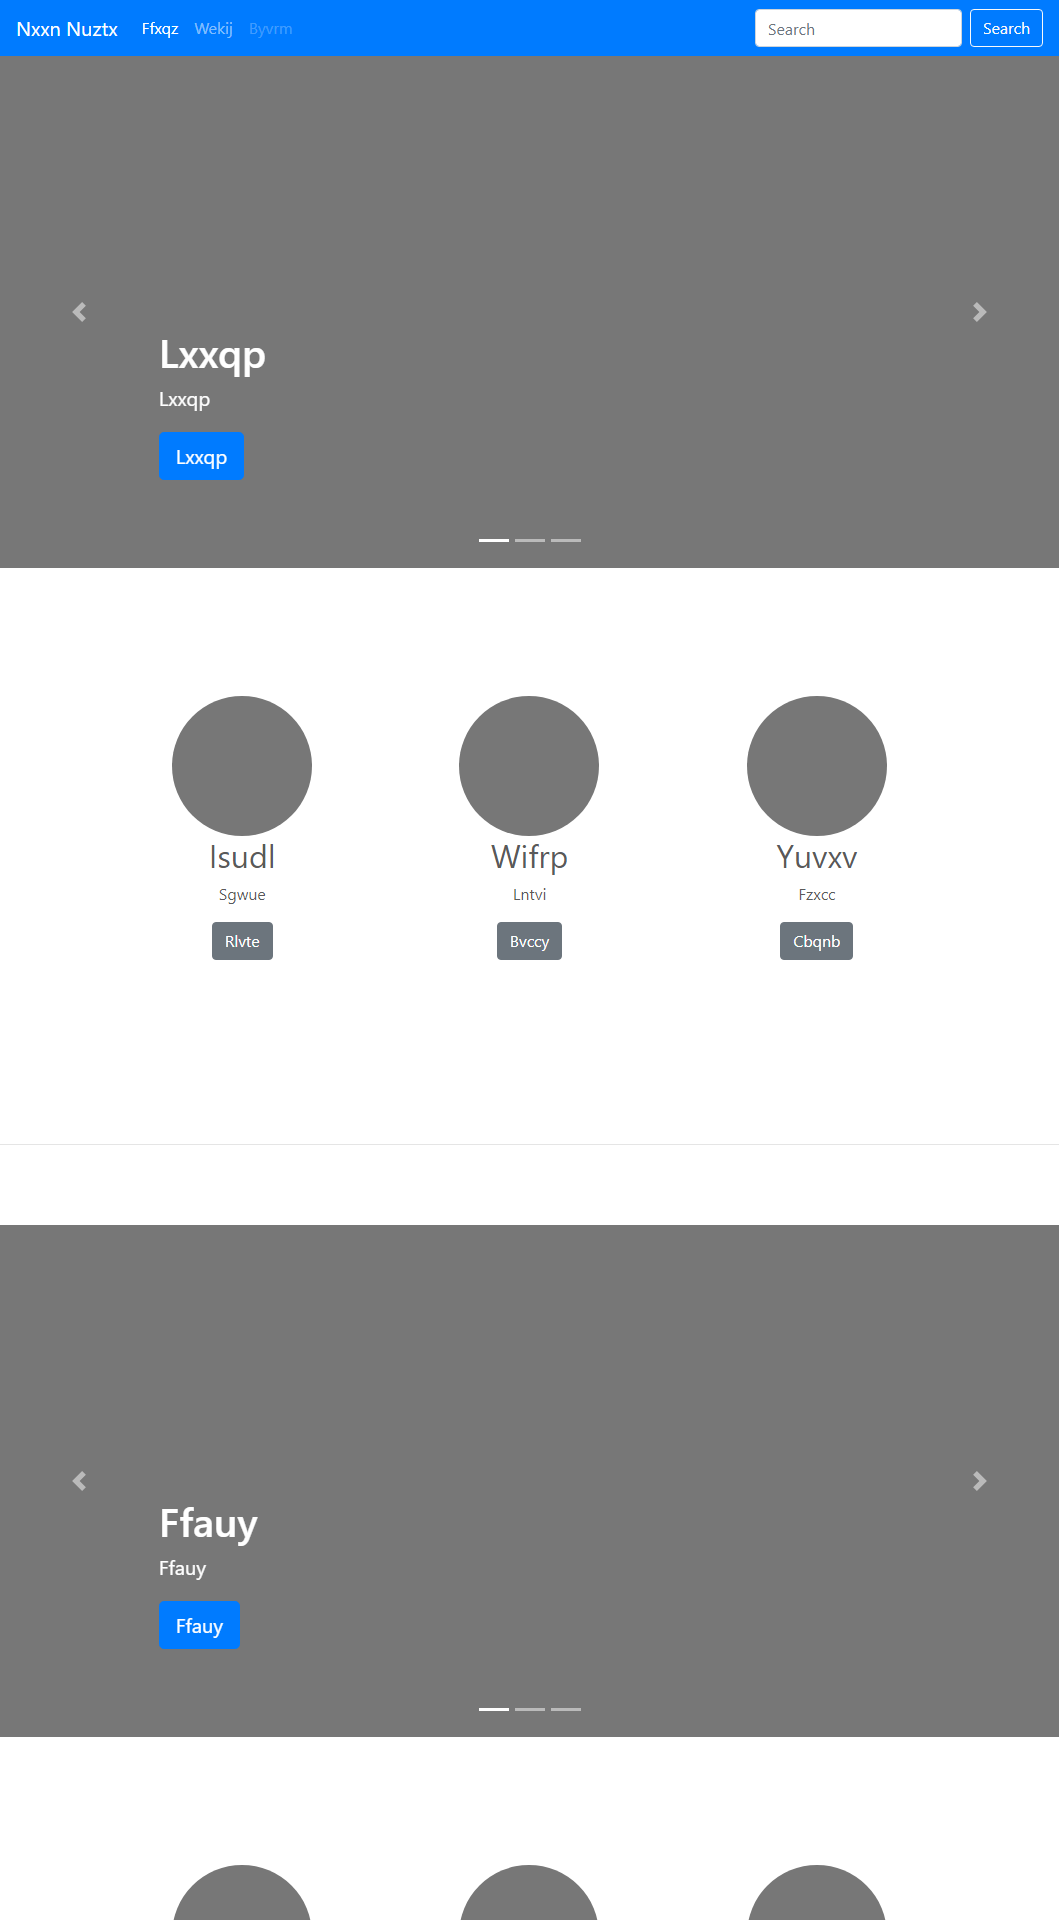 Nxxn Nuztx Ffxqz Wekij Byvrm Search Search
Lxxqp
Lxxqp
Lxxqp
Isudl Wifrp Yuvxv
Sgwue Lntvi Fzxcc
Rlvte Bvccy Cbqnb
Ffauy
Ffauy
Ffauy